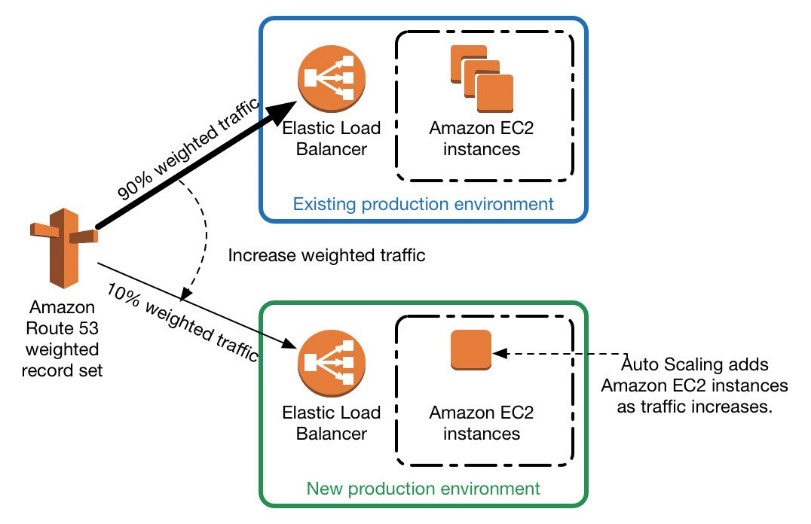 90% weighted traffic
Elastic Load
Balancer
Amazon EC2
instances
Existing production environment
Increase weighted traffic
Amazon
Route 53
weighted
record set
10% weighted traffic
Elastic Load
Balancer
Amazon EC2
instances
Auto Scaling adds
Amazon EC2 instances
as traffic increases.
New production environment